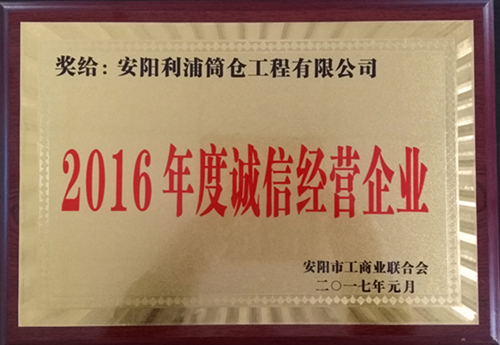 奖给：安阳利浦筒仓工程有限公司
2016年度诚信经营企业
安阳市工商业联合会
二〇一七年元月